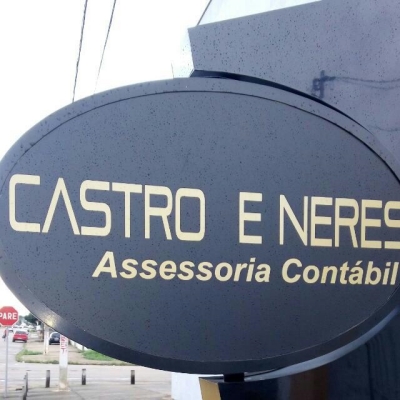 CASTRO E NERES
Assessoria Contábil
PARE